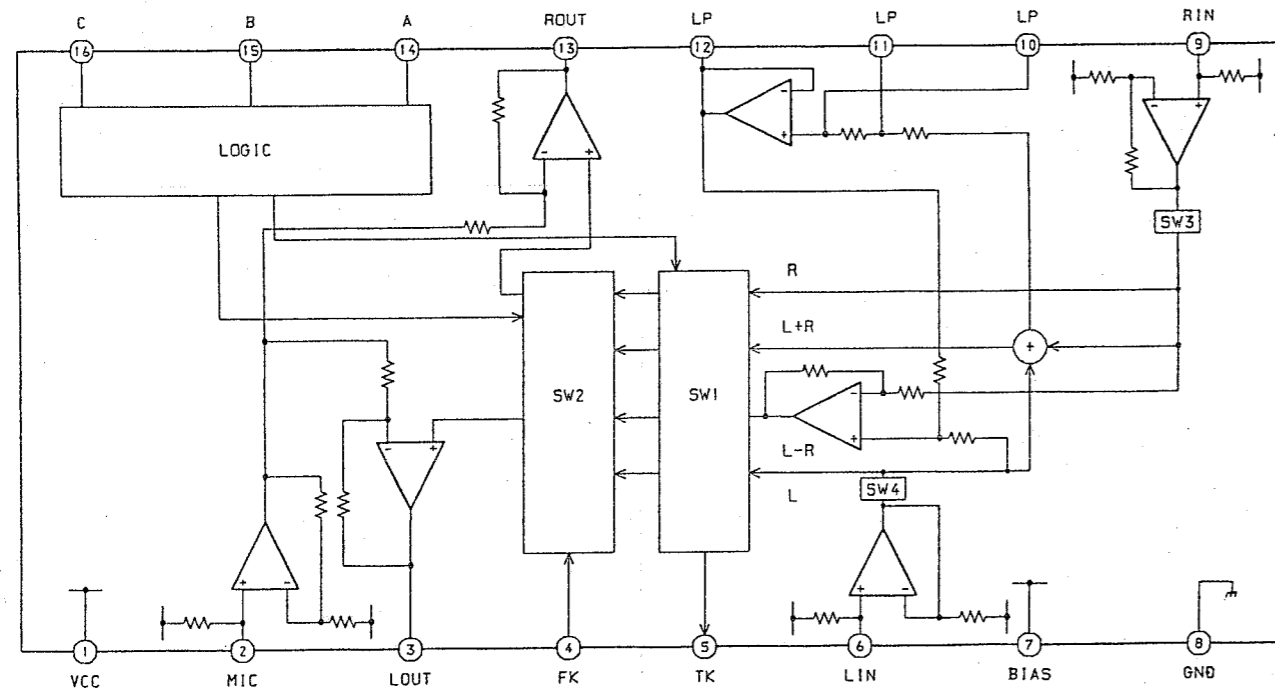 C B A ROUT LP LP LP RIN
16 15 14 13 12 11 10 9
- +
- +
LOGIC
- +
SW3
R
L+R
+
SW2 SW1
-
+
- +
L-R
L
SW4
+ -
+ -
1 2 3 4 5 6 7 8
VCC MIC LOUT FK TK LIN BIAS GND